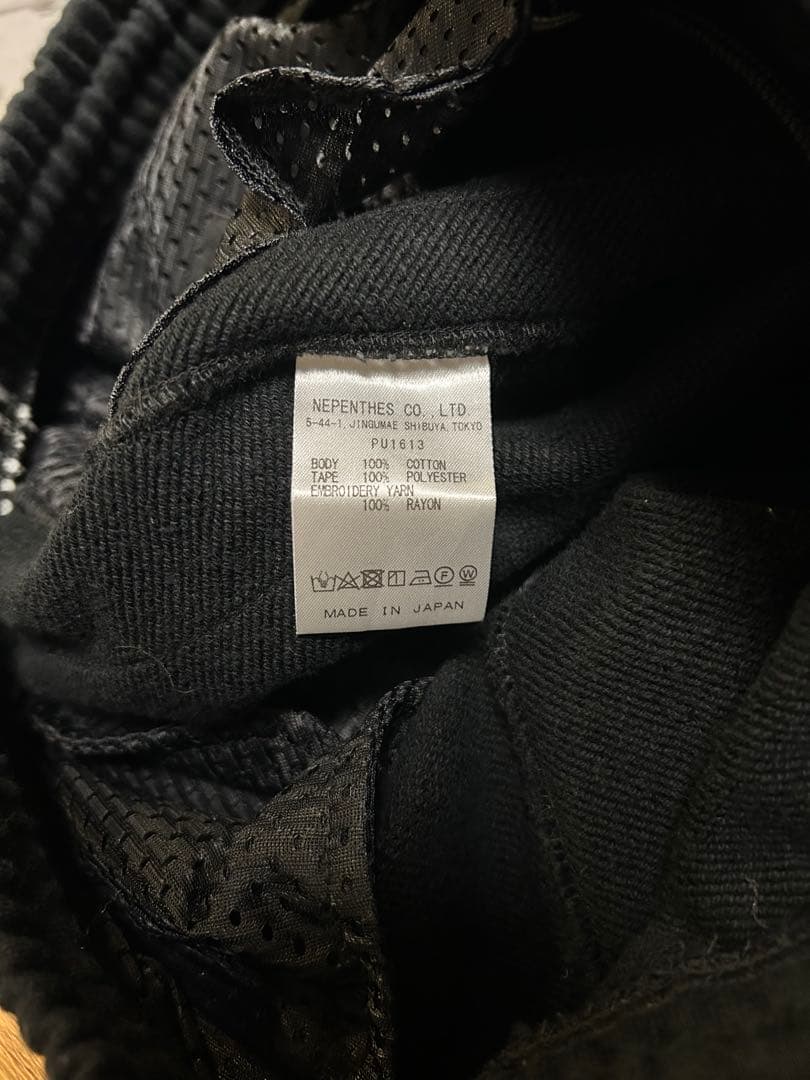 NEPENTHES CO.,LTD
5-44-1, JINGUMAE SHIBUYA, TOKYO
PU1613
BODY 100% COTTON
TAPE 100% POLYESTER
EMBROIDERY YARN
100% RAYON
F W
MADE IN JAPAN